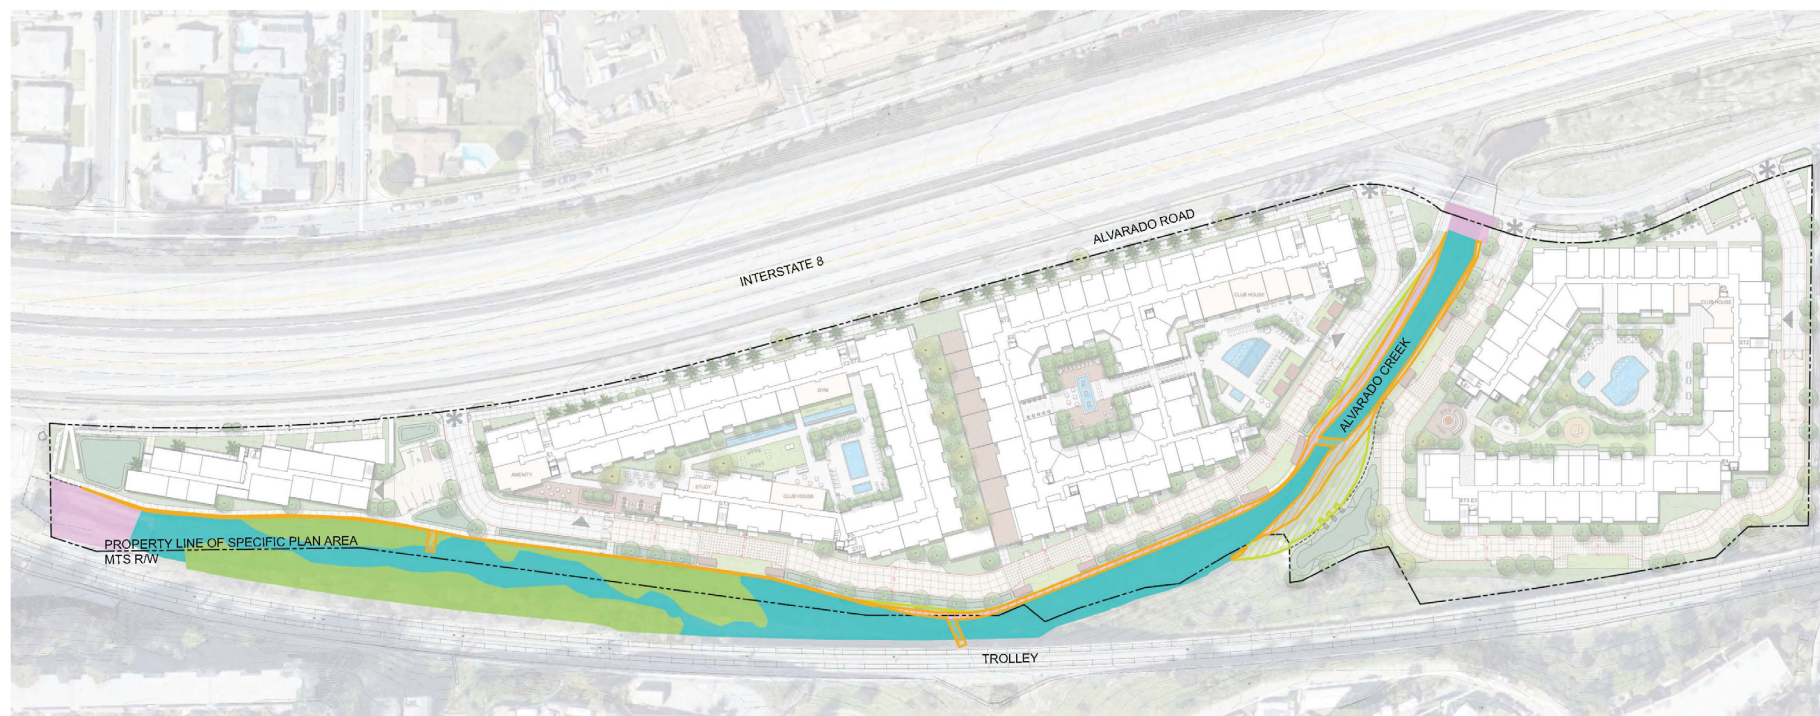 ALVARADO ROAD
INTERSTATE 8
CLUB HOUSE
CLUB HOUSE
GYM
ALVARADO CREEK
AMENITY
STUDY
CLUB HOUSE
PROPERTY LINE OF SPECIFIC PLAN AREA
MTS R/W
TROLLEY